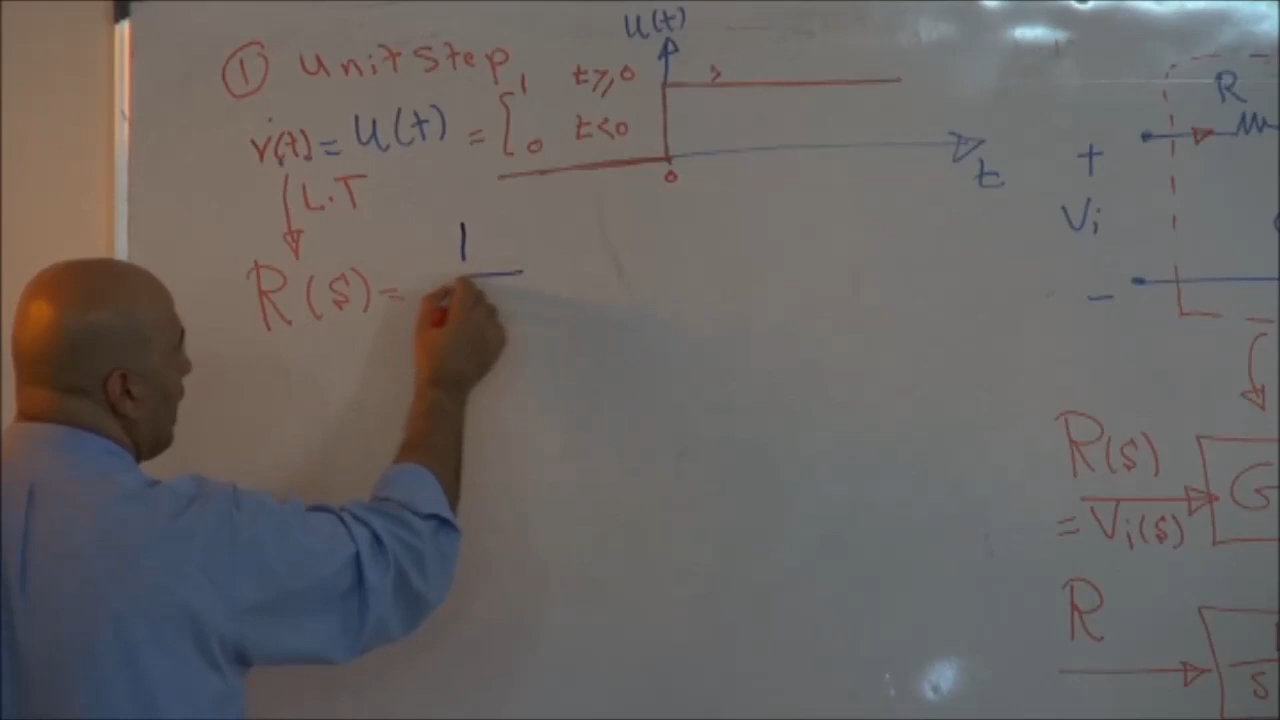 ① unit step
u(t)
r(t) = u(t) = { 1 t≥0
0 t<0
0
t
L.T
R(s) = 1
R
+
Vi
-
R(s)
= Vi(s)
G
R
s